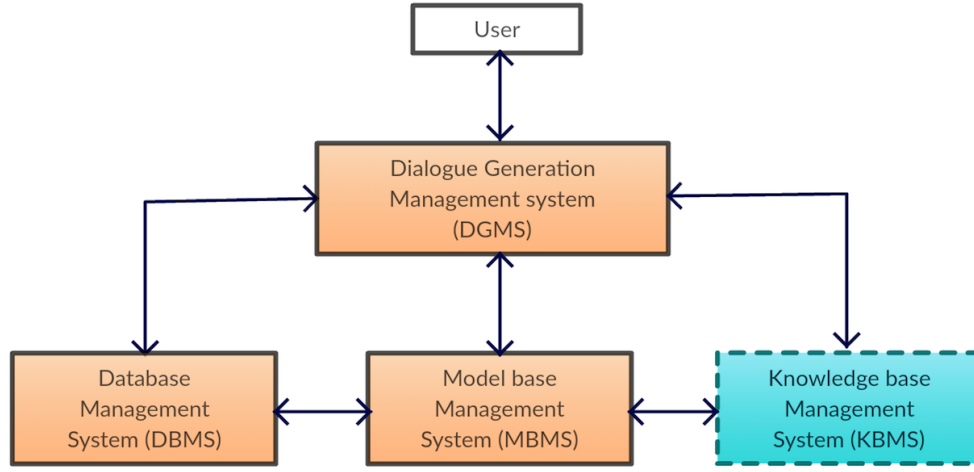 User
Dialogue Generation
Management system
(DGMS)
Database
Management
System (DBMS)
Model base
Management
System (MBMS)
Knowledge base
Management
System (KBMS)